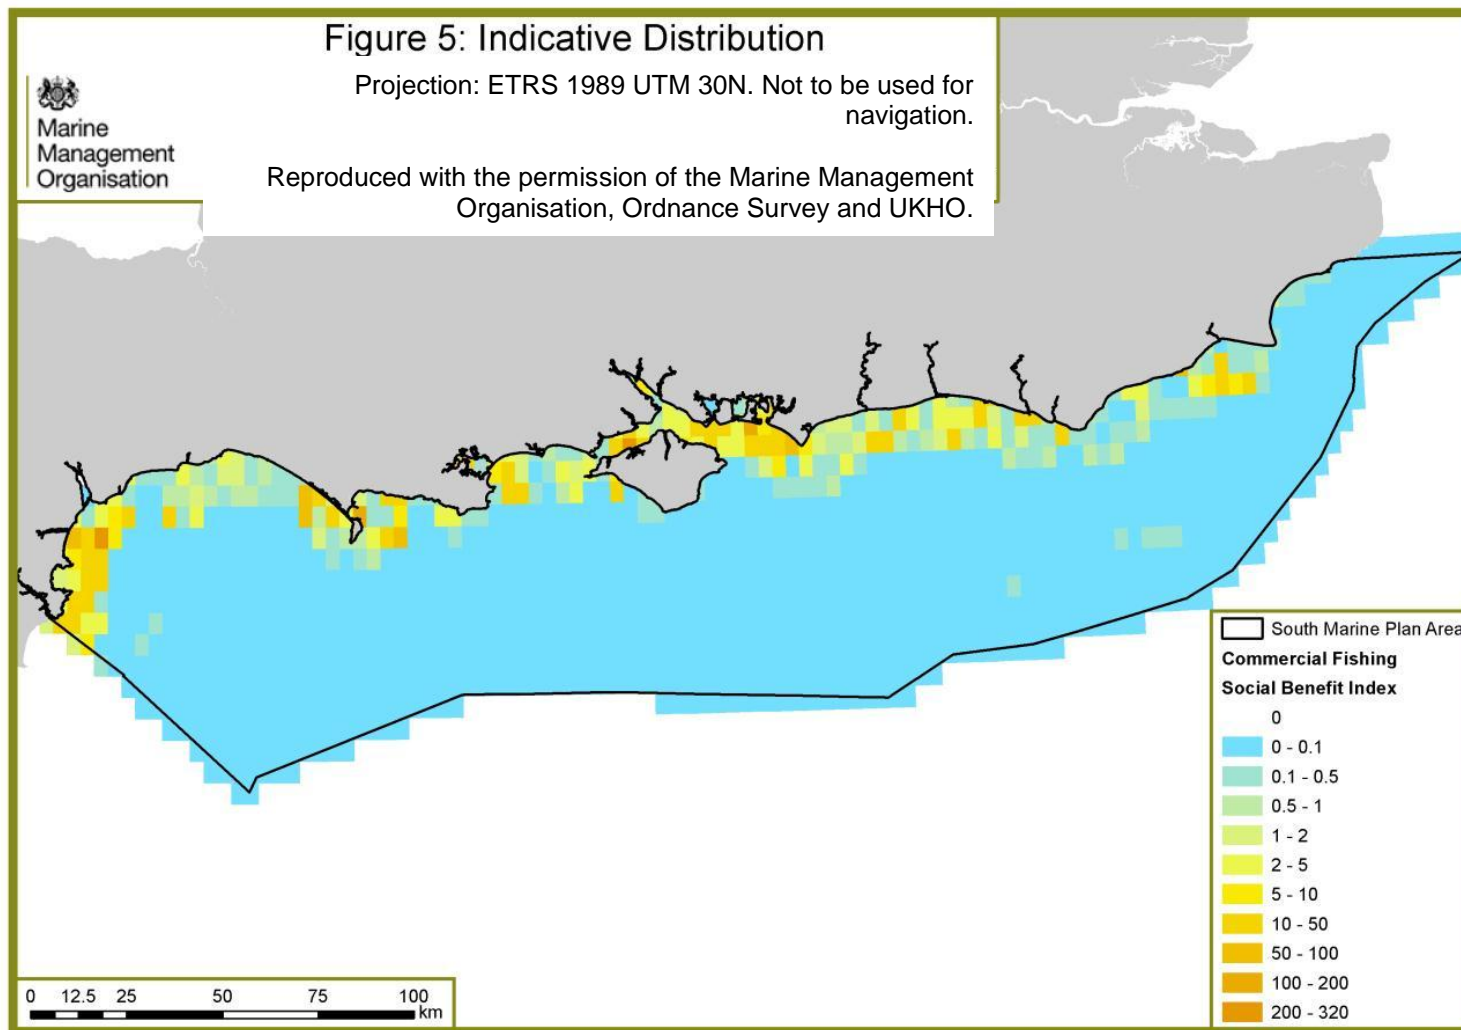 Figure 5: Indicative Distribution
Projection: ETRS 1989 UTM 30N. Not to be used for
navigation.
Marine
Management
Organisation
Reproduced with the permission of the Marine Management
Organisation, Ordnance Survey and UKHO.
South Marine Plan Area
Commercial Fishing
Social Benefit Index
0
0 - 0.1
0.1 - 0.5
0.5 - 1
1 - 2
2 - 5
5 - 10
10 - 50
50 - 100
100 - 200
200 - 320
0 12.5 25 50 75 100
km